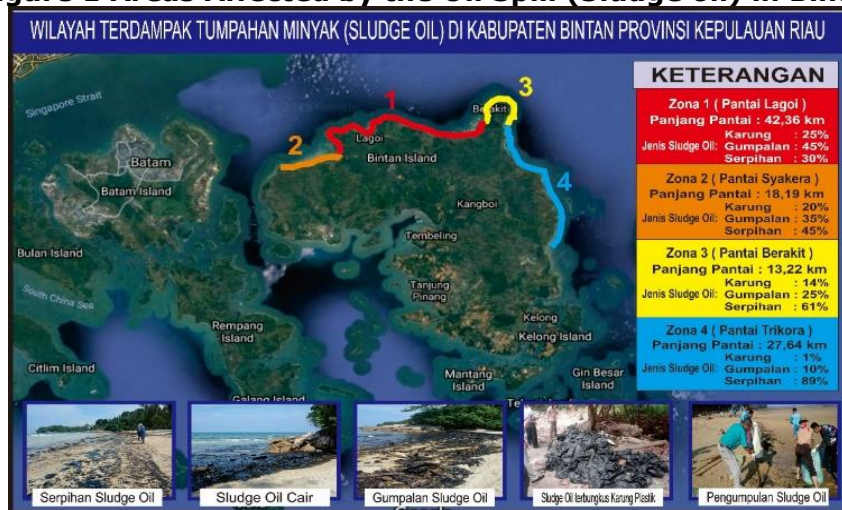 WILAYAH TERDAMPAK TUMPAHAN MINYAK (SLUDGE OIL) DI KABUPATEN BINTAN PROVINSI KEPULAUAN RIAU
Singapore Strait
Batam
Batam Island
Bulan Island
South China Sea
Citlim Island
Rempang
Island
Galang Island
2
1
Lagoi
Bintan Island
3
Berakit
4
Kangboi
Tembeling
Tanjung
Pinang
Kelong
Kelong Island
Mantang
Island
Gin Besar
Island
KETERANGAN
Zona 1 ( Pantai Lagoi )
Panjang Pantai : 42,36 km
Karung : 25%
Jenis Sludge Oil: Gumpalan : 45%
Serpihan : 30%
Zona 2 ( Pantai Syakera )
Panjang Pantai : 18,19 km
Karung : 20%
Jenis Sludge Oil: Gumpalan : 35%
Serpihan : 45%
Zona 3 ( Pantai Berakit )
Panjang Pantai : 13,22 km
Karung : 14%
Jenis Sludge Oil: Gumpalan : 25%
Serpihan : 61%
Zona 4 ( Pantai Trikora )
Panjang Pantai : 27,64 km
Karung : 1%
Jenis Sludge Oil: Gumpalan : 10%
Serpihan : 89%
Serpihan Sludge Oil
Sludge Oil Cair
Gumpalan Sludge Oil
Sludge Oil terbungkus Karung Plastik
Pengumpulan Sludge Oil